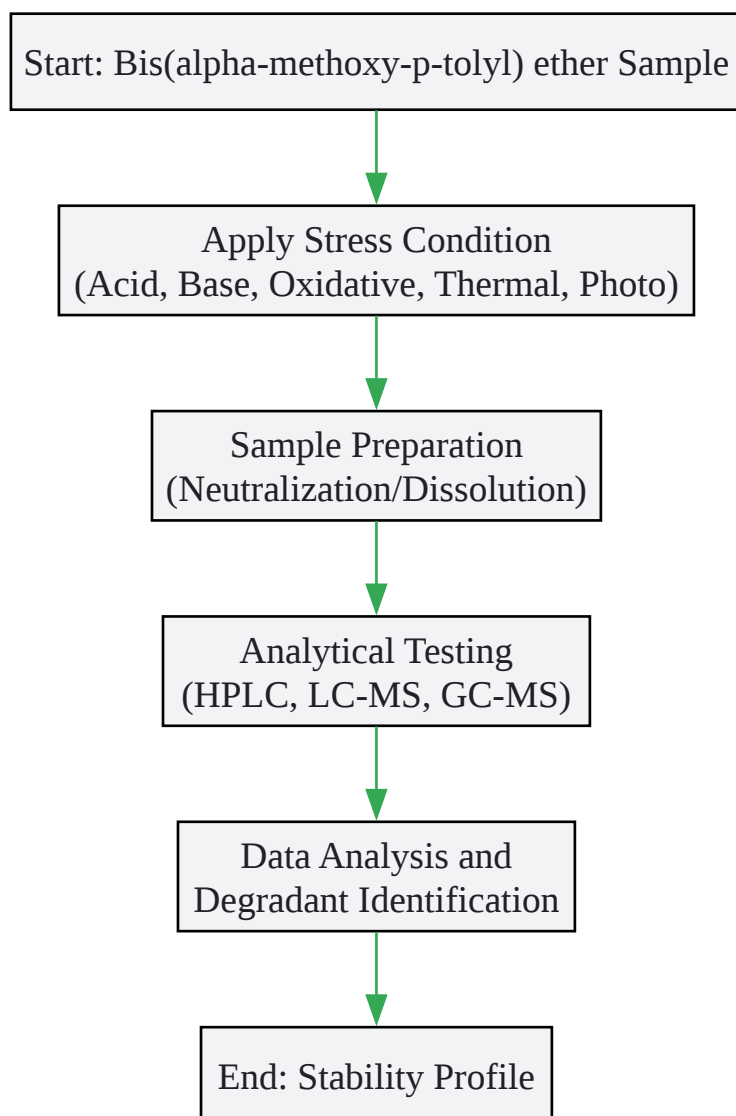 Start: Bis(alpha-methoxy-p-tolyl) ether Sample
Apply Stress Condition
(Acid, Base, Oxidative, Thermal, Photo)
Sample Preparation
(Neutralization/Dissolution)
Analytical Testing
(HPLC, LC-MS, GC-MS)
Data Analysis and
Degradant Identification
End: Stability Profile